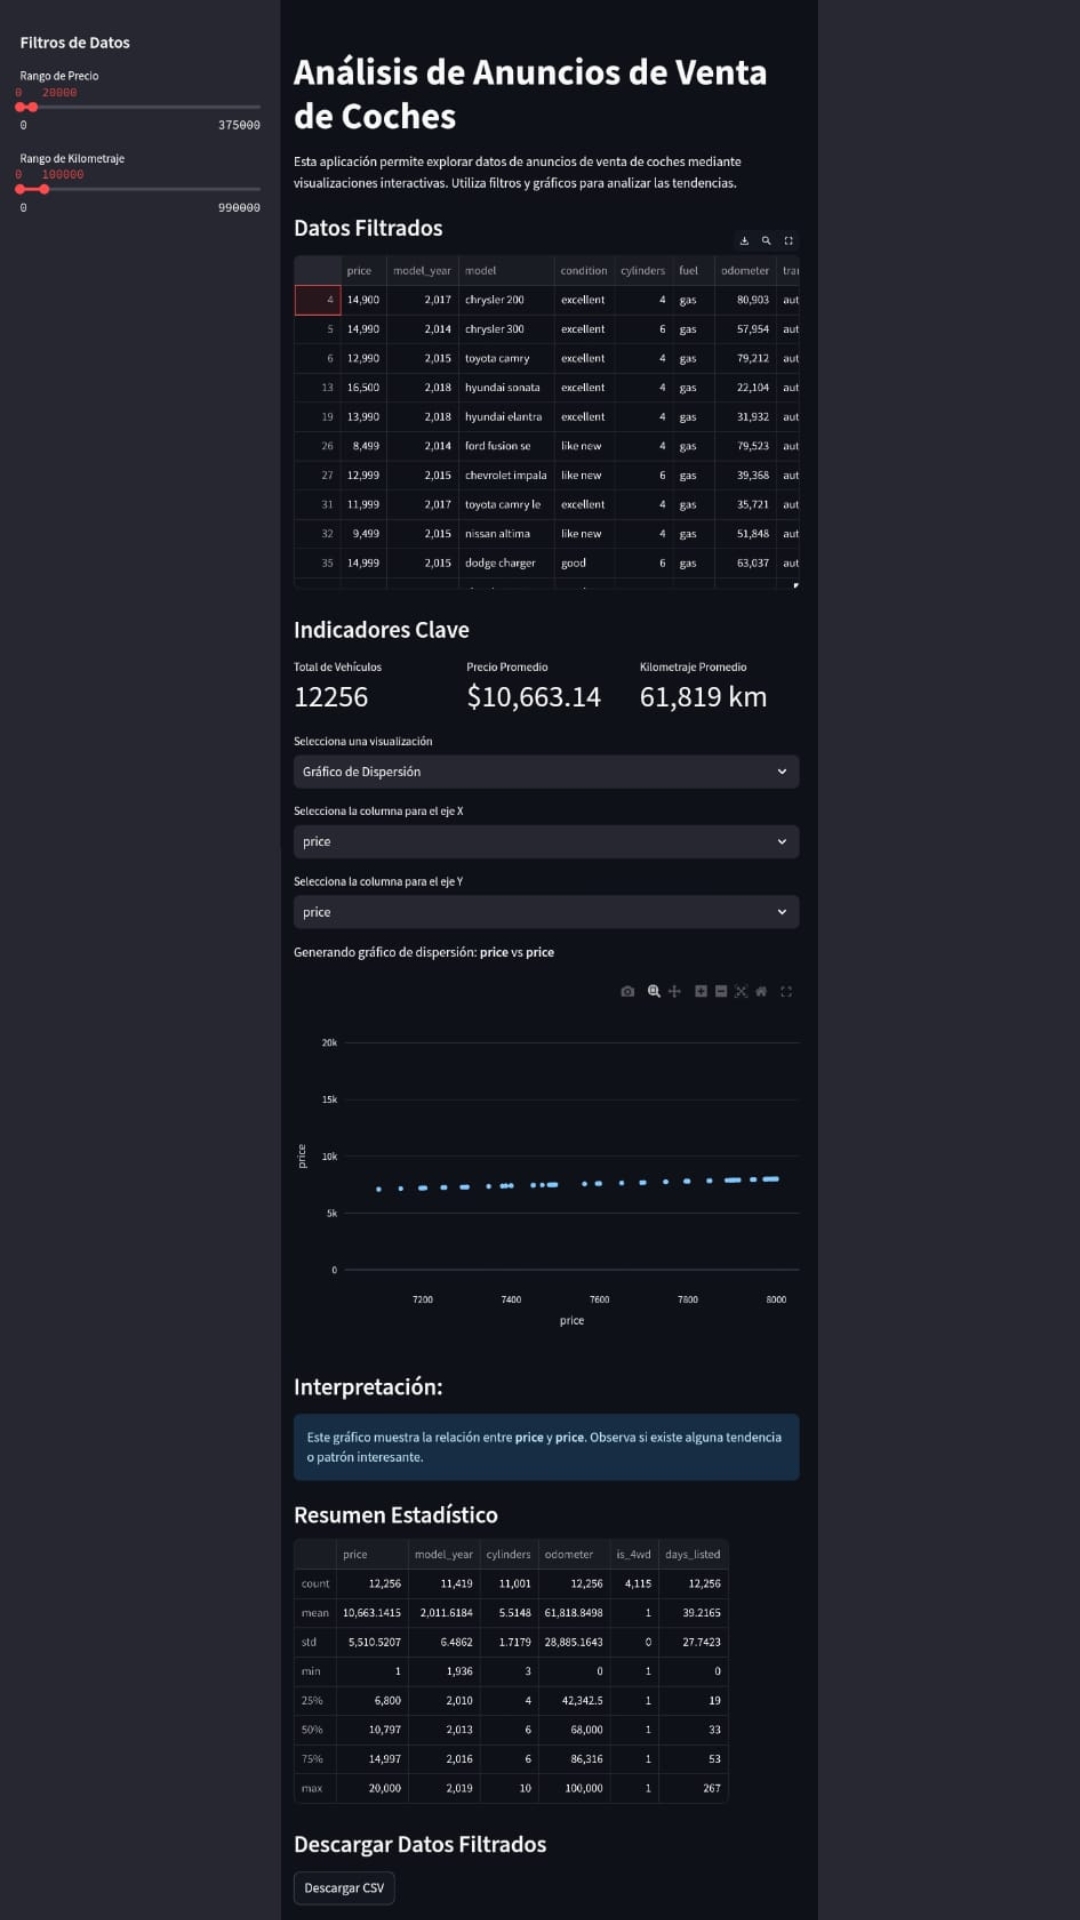 Filtros de Datos
Rango de Precio
0 20000
0 375000
Rango de Kilometraje
0 100000
0 990000
Análisis de Anuncios de Venta
de Coches
Esta aplicación permite explorar datos de anuncios de venta de coches mediante
visualizaciones interactivas. Utiliza filtros y gráficos para analizar las tendencias.
Datos Filtrados
price model_year model condition cylinders fuel odometer trai
4 14,900 2,017 chrysler 200 excellent 4 gas 80,903 aut
5 14,990 2,014 chrysler 300 excellent 6 gas 57,954 aut
6 12,990 2,015 toyota camry excellent 4 gas 79,212 aut
13 16,500 2,018 hyundai sonata excellent 4 gas 22,104 aut
19 13,990 2,018 hyundai elantra excellent 4 gas 31,932 aut
26 8,499 2,014 ford fusion se like new 4 gas 79,523 aut
27 12,999 2,015 chevrolet impala like new 6 gas 39,368 aut
31 11,999 2,017 toyota camry le excellent 4 gas 35,721 aut
32 9,499 2,015 nissan altima like new 4 gas 51,848 aut
35 14,999 2,015 dodge charger good 6 gas 63,037 aut
Indicadores Clave
Total de Vehículos Precio Promedio Kilometraje Promedio
12256 $10,663.14 61,819 km
Selecciona una visualización
Gráfico de Dispersión
Selecciona la columna para el eje X
price
Selecciona la columna para el eje Y
price
Generando gráfico de dispersión: price vs price
20k
15k
10k
5k
0
price
7200 7400 7600 7800 8000
price
Interpretación:
Este gráfico muestra la relación entre price y price. Observa si existe alguna tendencia
o patrón interesante.
Resumen Estadístico
price model_year cylinders odometer is_4wd days_listed
count 12,256 11,419 11,001 12,256 4,115 12,256
mean 10,663.1415 2,011.6184 5.5148 61,818.8498 1 39.2165
std 5,510.5207 6.4862 1.7179 28,885.1643 0 27.7423
min 1 1,936 3 0 1 0
25% 6,800 2,010 4 42,342.5 1 19
50% 10,797 2,013 6 68,000 1 33
75% 14,997 2,016 6 86,316 1 53
max 20,000 2,019 10 100,000 1 267
Descargar Datos Filtrados
Descargar CSV